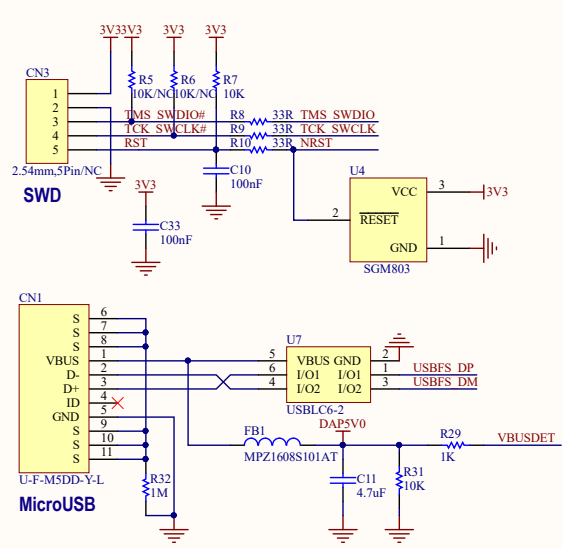 3V3 3V3 3V3 3V3
CN3
R5 R6 R7
10K/NC 10K/NC 10K
1
2
3 TMS_SWDIO# R8 33R TMS_SWDIO
4 TCK_SWCLK# R9 33R TCK_SWCLK
5 RST R10 33R NRST
2.54mm,5Pin/NC
SWD
C10
100nF
3V3
C33
100nF
U4
VCC 3 3V3
2 RESET
GND 1
SGM803
CN1
S 6
S 7
S 8
VBUS 1
D- 2
D+ 3
ID 4
GND 5
S 9
S 10
S 11
U-F-M5DD-Y-L
MicroUSB
R32
1M
U7
5 VBUS GND 2
6 I/O1 I/O1 1 USBFS_DP
4 I/O2 I/O2 3 USBFS_DM
USBLC6-2
FB1
MPZ1608S101AT
DAP5V0
R29
1K
VBUSDET
C11
4.7uF
R31
10K